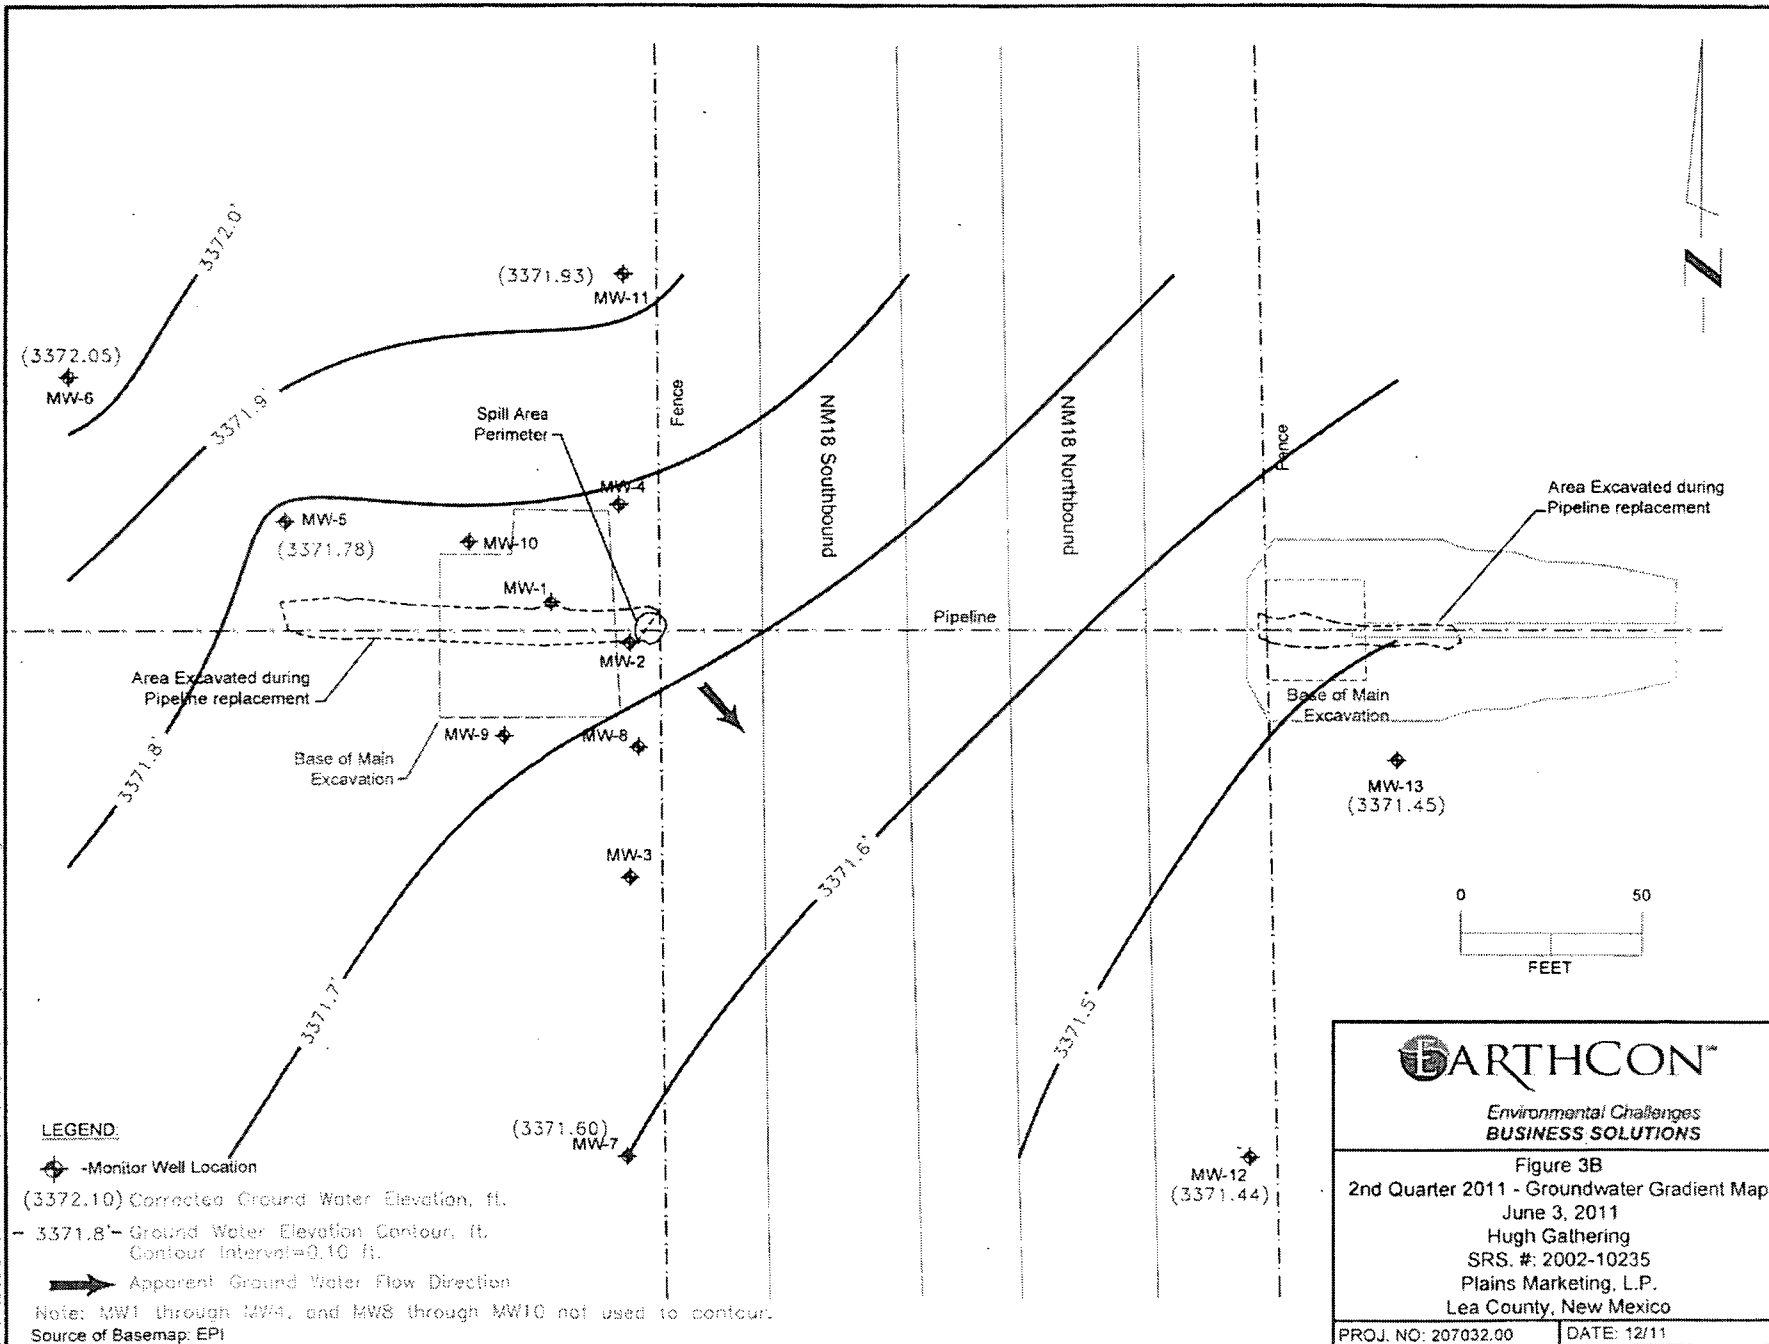 3372.0'
(3371.93)
MW-11
(3372.05)
MW-6
3371.9'
Spill Area
Perimeter
Fence
NM18 Southbound
NM18 Northbound
Fence
N
MW-4
MW-5
(3371.78)
MW-10
MW-1
Area Excavated during
Pipeline replacement
Pipeline
MW-2
Area Excavated during
Pipeline replacement
Base of Main
Excavation
MW-9
MW-8
Base of Main
Excavation
3371.8'
MW-13
(3371.45)
MW-3
3371.6'
0 50
FEET
3371.7'
3371.5'
(3371.60)
MW-7
MW-12
(3371.44)
LEGEND:
-Monitor Well Location
(3372.10) Corrected Ground Water Elevation, ft.
- 3371.8'- Ground Water Elevation Contour, ft.
Contour Interval=0.10 ft.
Apparent Ground Water Flow Direction
Note: MW1 through MW4, and MW8 through MW10 not used to contour.
Source of Basemap: EPI
EARTHCON℠
Environmental Challenges
BUSINESS SOLUTIONS
Figure 3B
2nd Quarter 2011 - Groundwater Gradient Map
June 3, 2011
Hugh Gathering
SRS. #: 2002-10235
Plains Marketing, L.P.
Lea County, New Mexico
PROJ. NO: 207032.00
DATE: 12/11